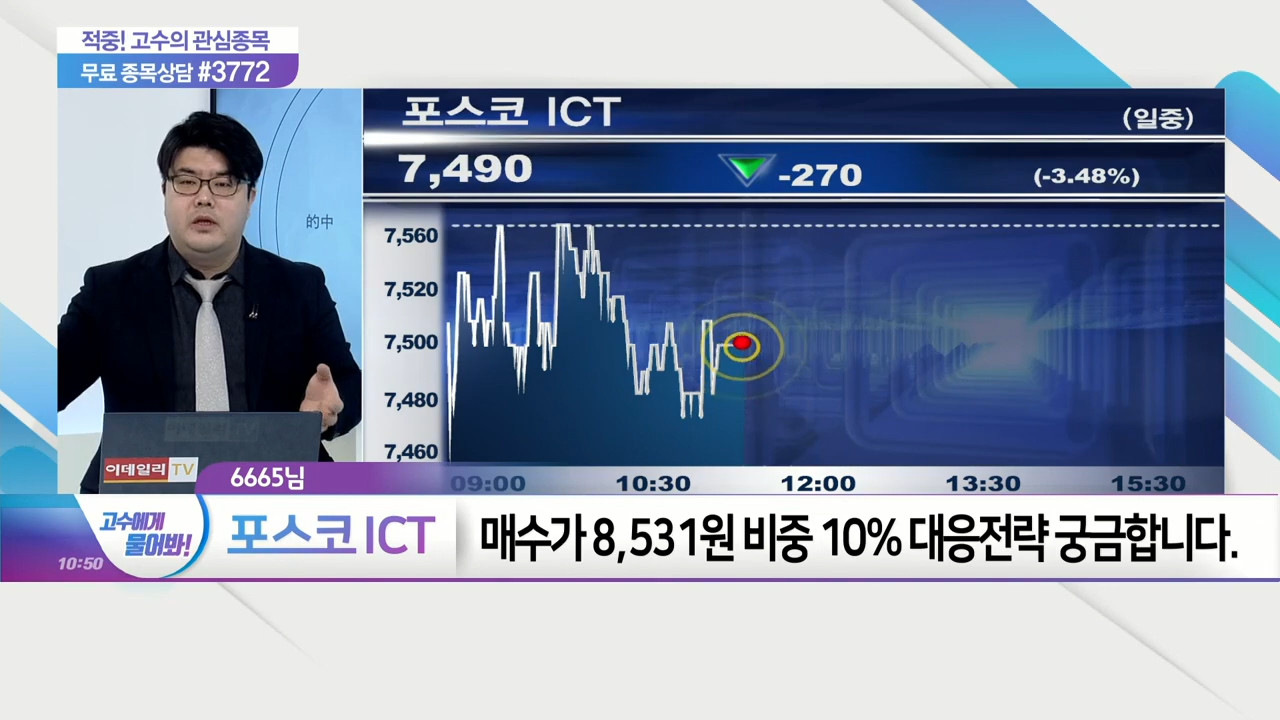 적중! 고수의 관심종목
무료 종목상담 #3772
的中
포스코 ICT
(일중)
7,490
-270
(-3.48%)
7,560
7,520
7,500
7,480
7,460
09:00
10:30
12:00
13:30
15:30
이데일리 TV
6665님
고수에게
물어봐!
10:50
포스코 ICT
매수가 8,531원 비중 10% 대응전략 궁금합니다.